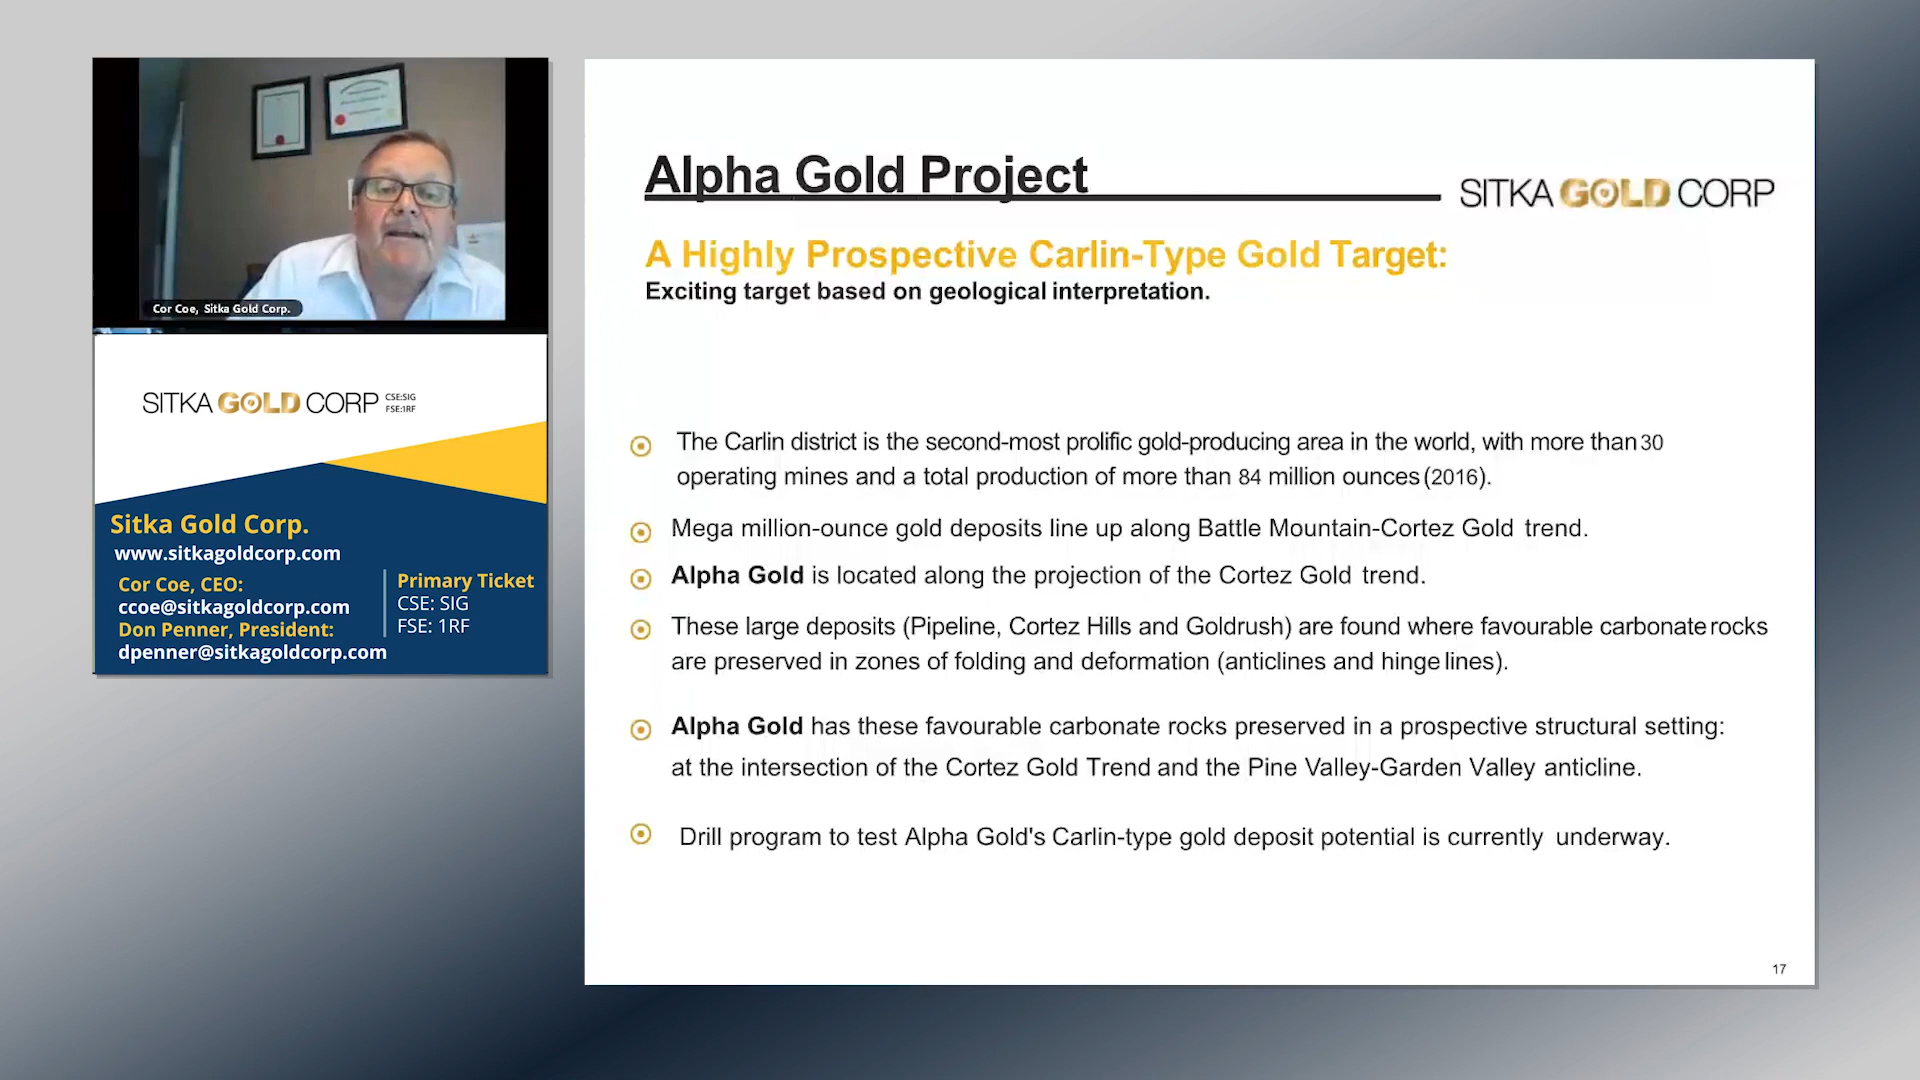 Cor Coe, Sitka Gold Corp.
SITKA GOLD CORP CSE:SIG
FSE:1RF
Sitka Gold Corp.
www.sitkagoldcorp.com
Cor Coe, CEO:
ccoe@sitkagoldcorp.com
Don Penner, President:
dpenner@sitkagoldcorp.com
Primary Ticket
CSE: SIG
FSE: 1RF
Alpha Gold Project
SITKA GOLD CORP
A Highly Prospective Carlin-Type Gold Target:
Exciting target based on geological interpretation.
The Carlin district is the second-most prolific gold-producing area in the world, with more than 30
operating mines and a total production of more than 84 million ounces (2016).
Mega million-ounce gold deposits line up along Battle Mountain-Cortez Gold trend.
Alpha Gold is located along the projection of the Cortez Gold trend.
These large deposits (Pipeline, Cortez Hills and Goldrush) are found where favourable carbonate rocks
are preserved in zones of folding and deformation (anticlines and hinge lines).
Alpha Gold has these favourable carbonate rocks preserved in a prospective structural setting:
at the intersection of the Cortez Gold Trend and the Pine Valley-Garden Valley anticline.
Drill program to test Alpha Gold's Carlin-type gold deposit potential is currently underway.
17